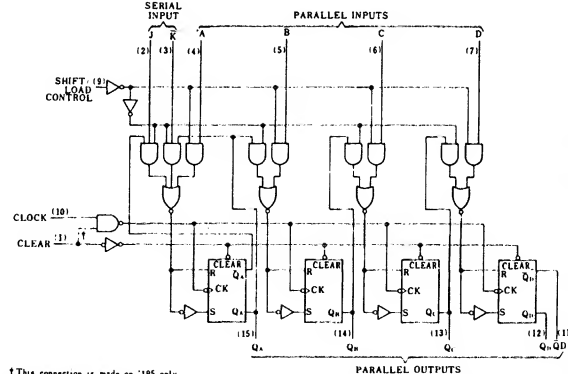 SERIAL
INPUT
PARALLEL INPUTS
J K̅ A B C D
(2) (3) (4) (5) (6) (7)
SHIFT/ (9)
LOAD
CONTROL
CLOCK (10)
CLEAR (1)
†
CLEAR CLEAR CLEAR CLEAR
R Q̅A R R R Q̅D
CK CK CK CK
S QA S QB S QC S QD
(15) (14) (13) (12) (11
QA QB QC QD Q̅D
PARALLEL OUTPUTS
† This connection is made on '195 only